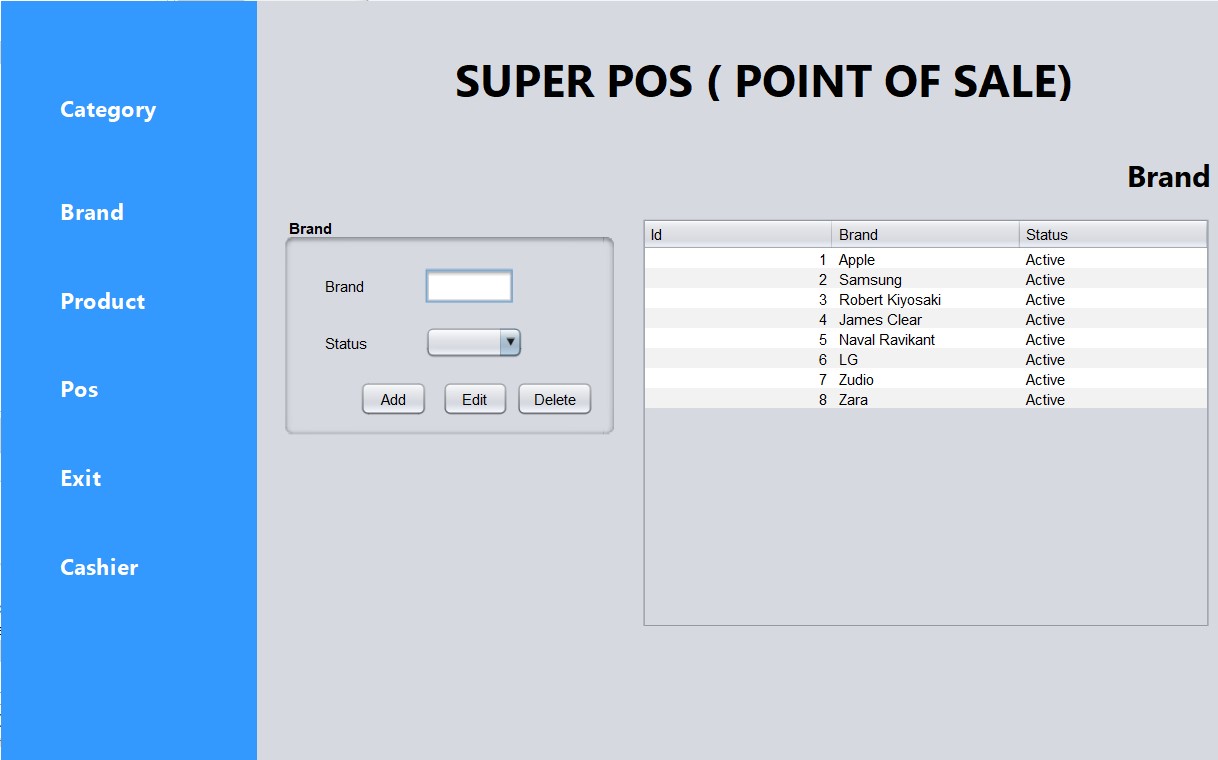 SUPER POS ( POINT OF SALE)
Category
Brand
Product
Pos
Exit
Cashier
Brand
Brand
Brand
Status
Add Edit Delete
Id Brand Status
1 Apple Active
2 Samsung Active
3 Robert Kiyosaki Active
4 James Clear Active
5 Naval Ravikant Active
6 LG Active
7 Zudio Active
8 Zara Active